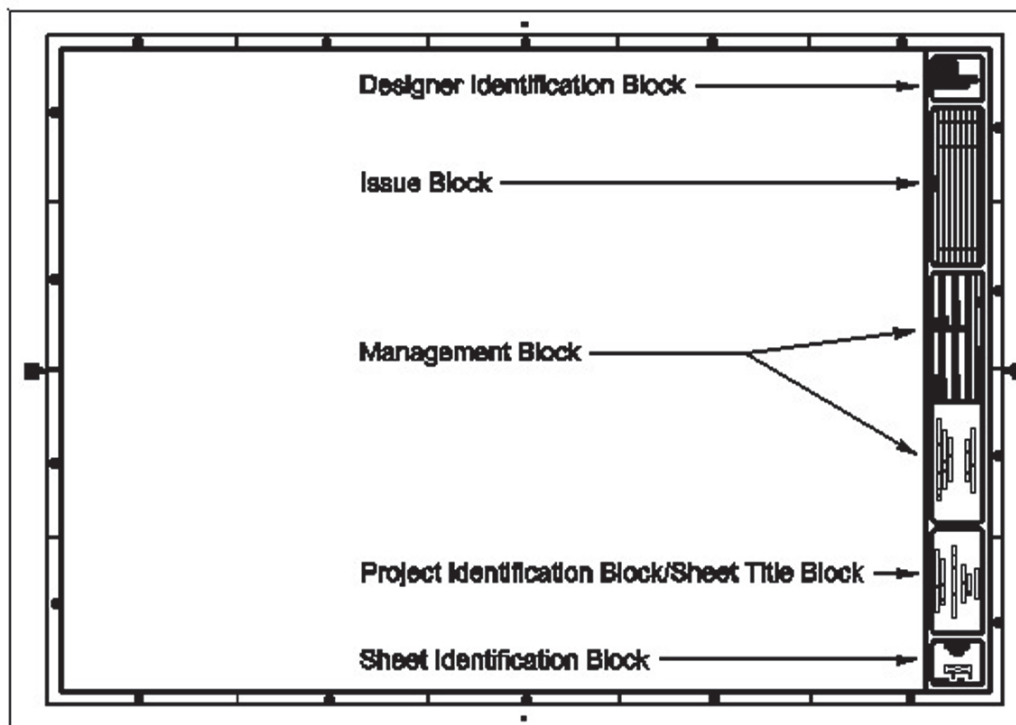 Designer Identification Block
Issue Block
Management Block
Project Identification Block/Sheet Title Block
Sheet Identification Block